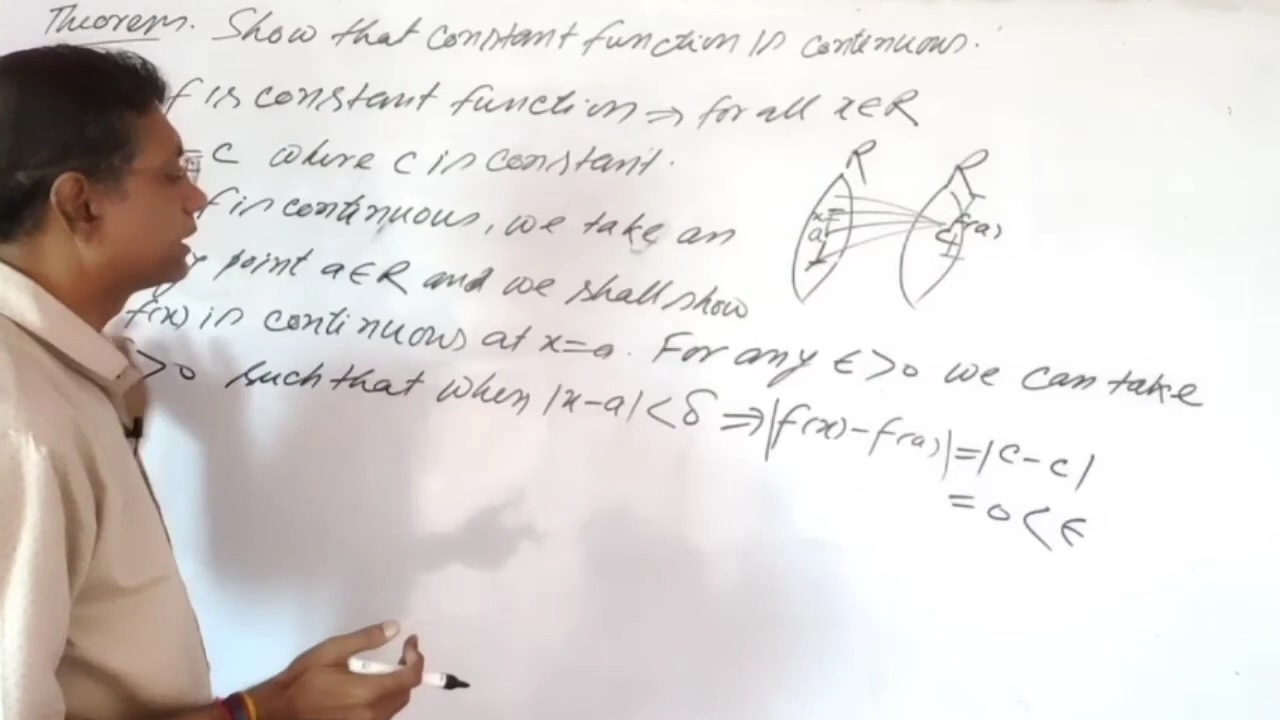 Theorem. Show that constant function is continuous.
f is constant function ⇒ for all x∈R
=c where c is constant.
f is continuous, we take an
point a∈R and we shall show
f(x) is continuous at x=a. For any ϵ>0 we can take
>0 such that when |x-a|<δ ⇒ |f(x)-f(a)|=|c-c|
=0<ϵ
R R
x
a c f(a)